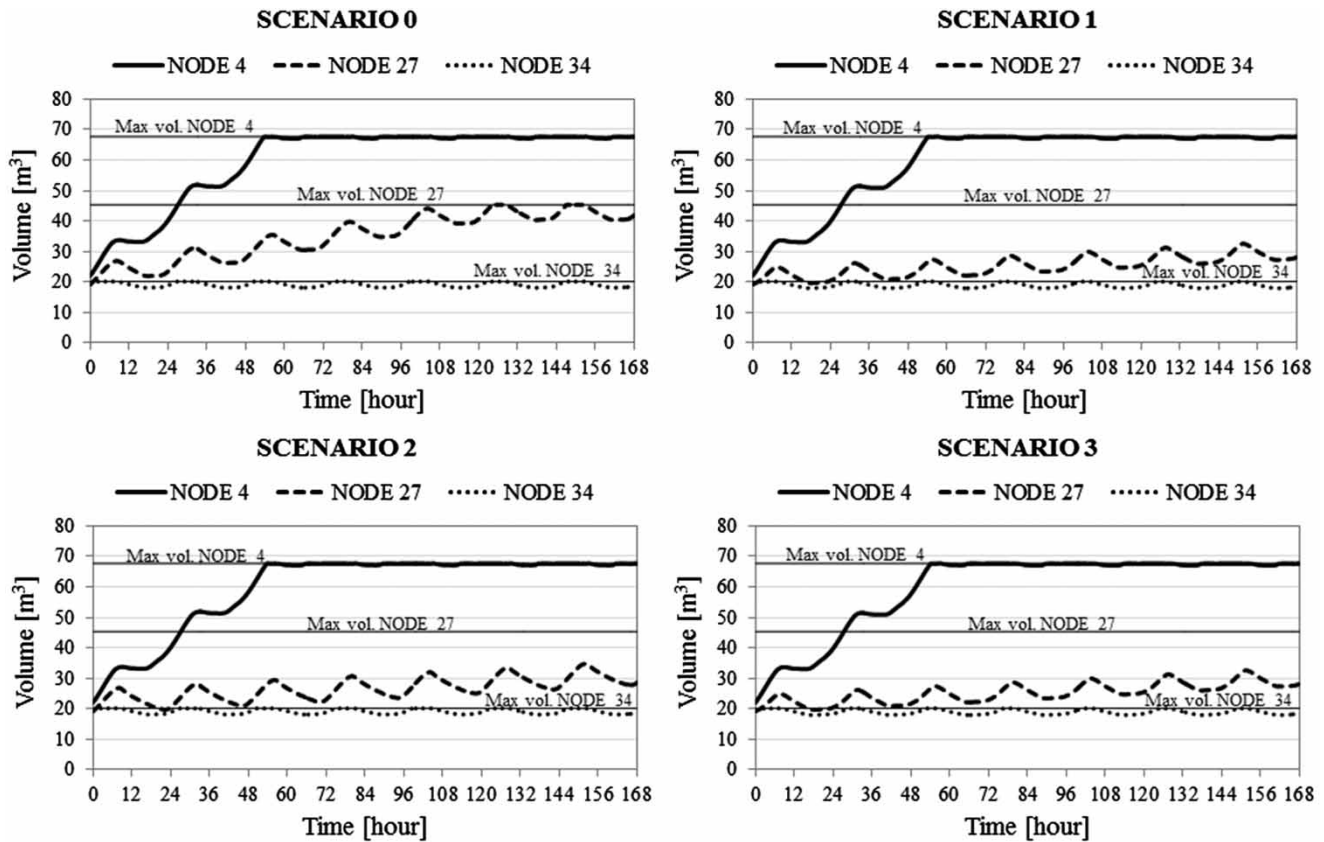 SCENARIO 0
NODE 4 NODE 27 NODE 34
Volume [m³]
80
70
60
50
40
30
20
10
0
Max vol. NODE 4
Max vol. NODE 27
Max vol. NODE 34
0 12 24 36 48 60 72 84 96 108 120 132 144 156 168
Time [hour]
SCENARIO 1
NODE 4 NODE 27 NODE 34
Volume [m³]
80
70
60
50
40
30
20
10
0
Max vol. NODE 4
Max vol. NODE 27
Max vol. NODE 34
0 12 24 36 48 60 72 84 96 108 120 132 144 156 168
Time [hour]
SCENARIO 2
NODE 4 NODE 27 NODE 34
Volume [m³]
80
70
60
50
40
30
20
10
0
Max vol. NODE 4
Max vol. NODE 27
Max vol. NODE 34
0 12 24 36 48 60 72 84 96 108 120 132 144 156 168
Time [hour]
SCENARIO 3
NODE 4 NODE 27 NODE 34
Volume [m³]
80
70
60
50
40
30
20
10
0
Max vol. NODE 4
Max vol. NODE 27
Max vol. NODE 34
0 12 24 36 48 60 72 84 96 108 120 132 144 156 168
Time [hour]